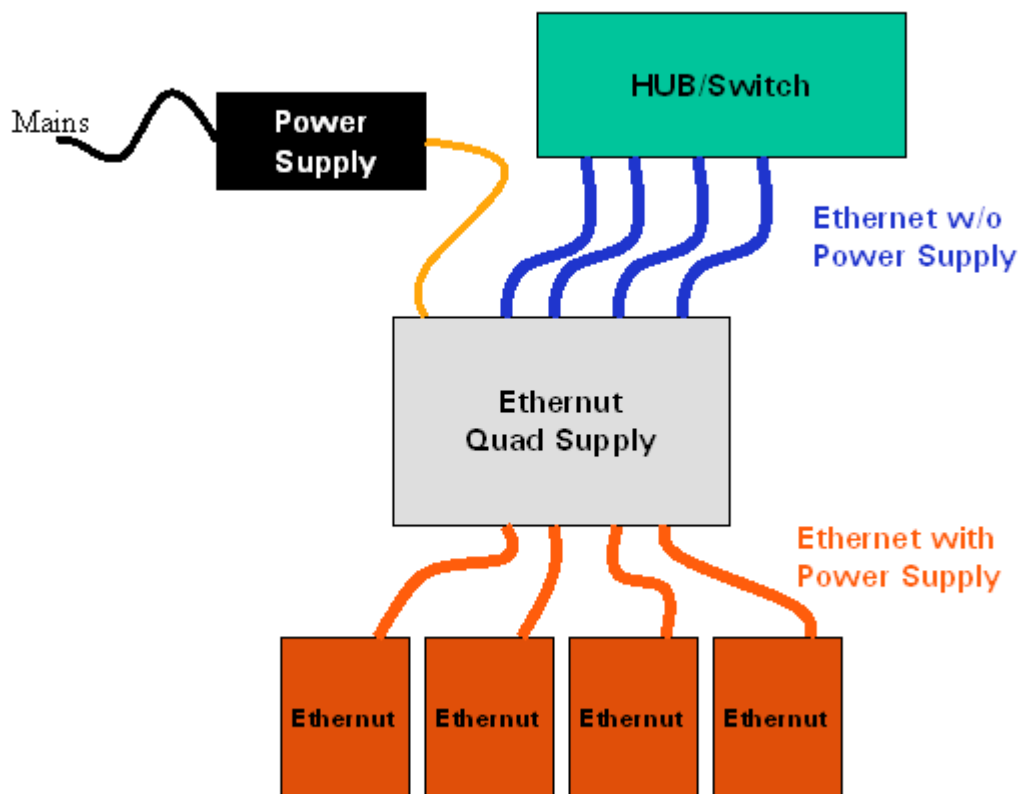 HUB/Switch
Mains
Power
Supply
Ethernet w/o
Power Supply
Ethernut
Quad Supply
Ethernet with
Power Supply
Ethernut
Ethernut
Ethernut
Ethernut